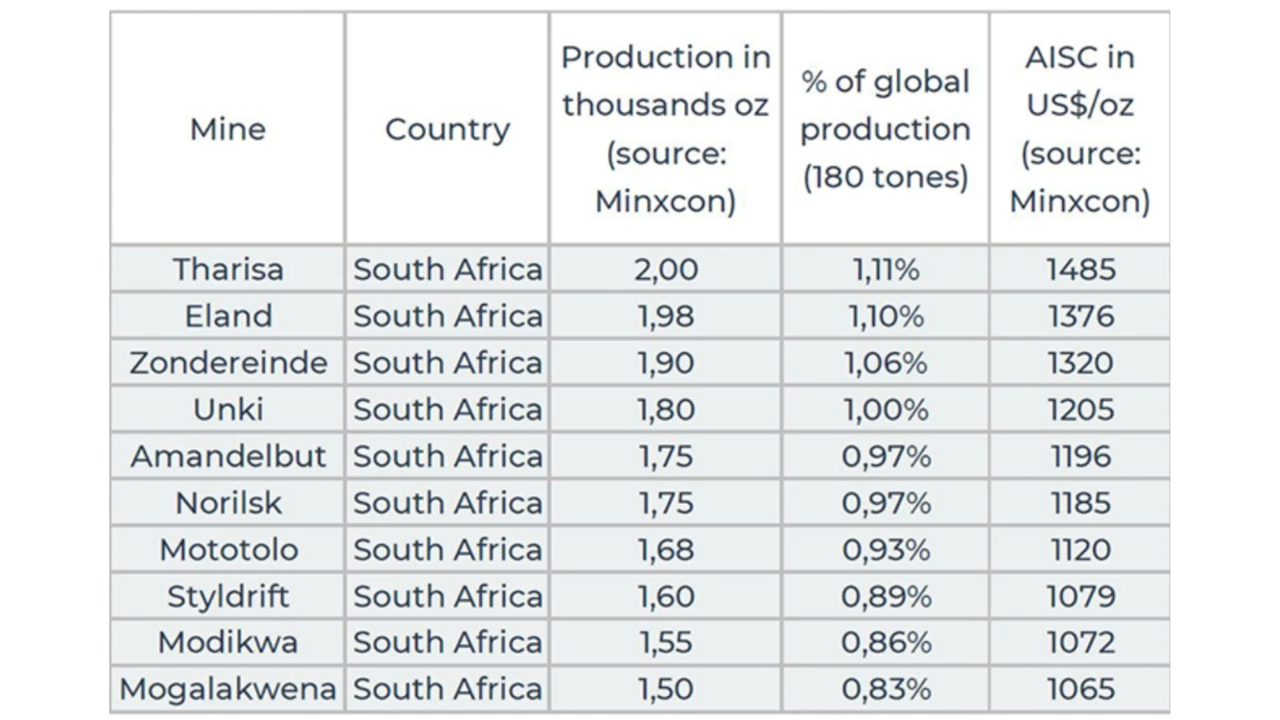 Mine Country Production in thousands oz (source: Minxcon) % of global production (180 tones) AISC in US$/oz (source: Minxcon)
Tharisa South Africa 2,00 1,11% 1485
Eland South Africa 1,98 1,10% 1376
Zondereinde South Africa 1,90 1,06% 1320
Unki South Africa 1,80 1,00% 1205
Amandelbut South Africa 1,75 0,97% 1196
Norilsk South Africa 1,75 0,97% 1185
Mototolo South Africa 1,68 0,93% 1120
Styldrift South Africa 1,60 0,89% 1079
Modikwa South Africa 1,55 0,86% 1072
Mogalakwena South Africa 1,50 0,83% 1065